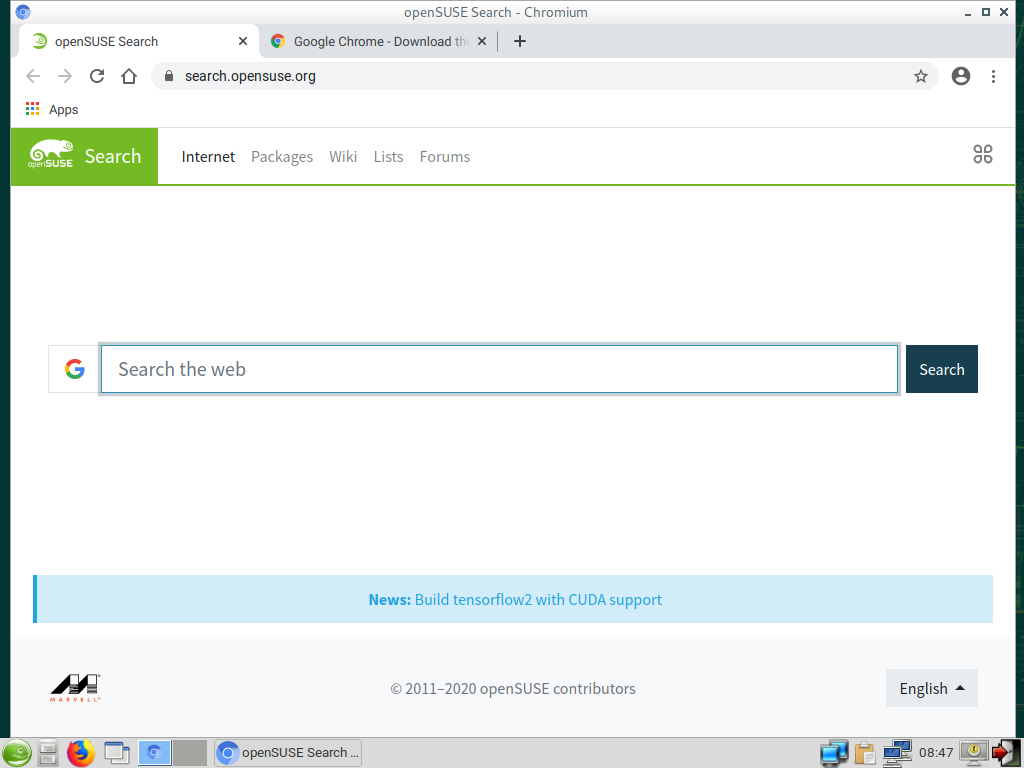 openSUSE Search - Chromium
openSUSE Search
Google Chrome - Download the
search.opensuse.org
Apps
openSUSE
Search
Internet
Packages
Wiki
Lists
Forums
Search the web
Search
News: Build tensorflow2 with CUDA support
MARVELL
© 2011–2020 openSUSE contributors
English
openSUSE Search ...
08:47